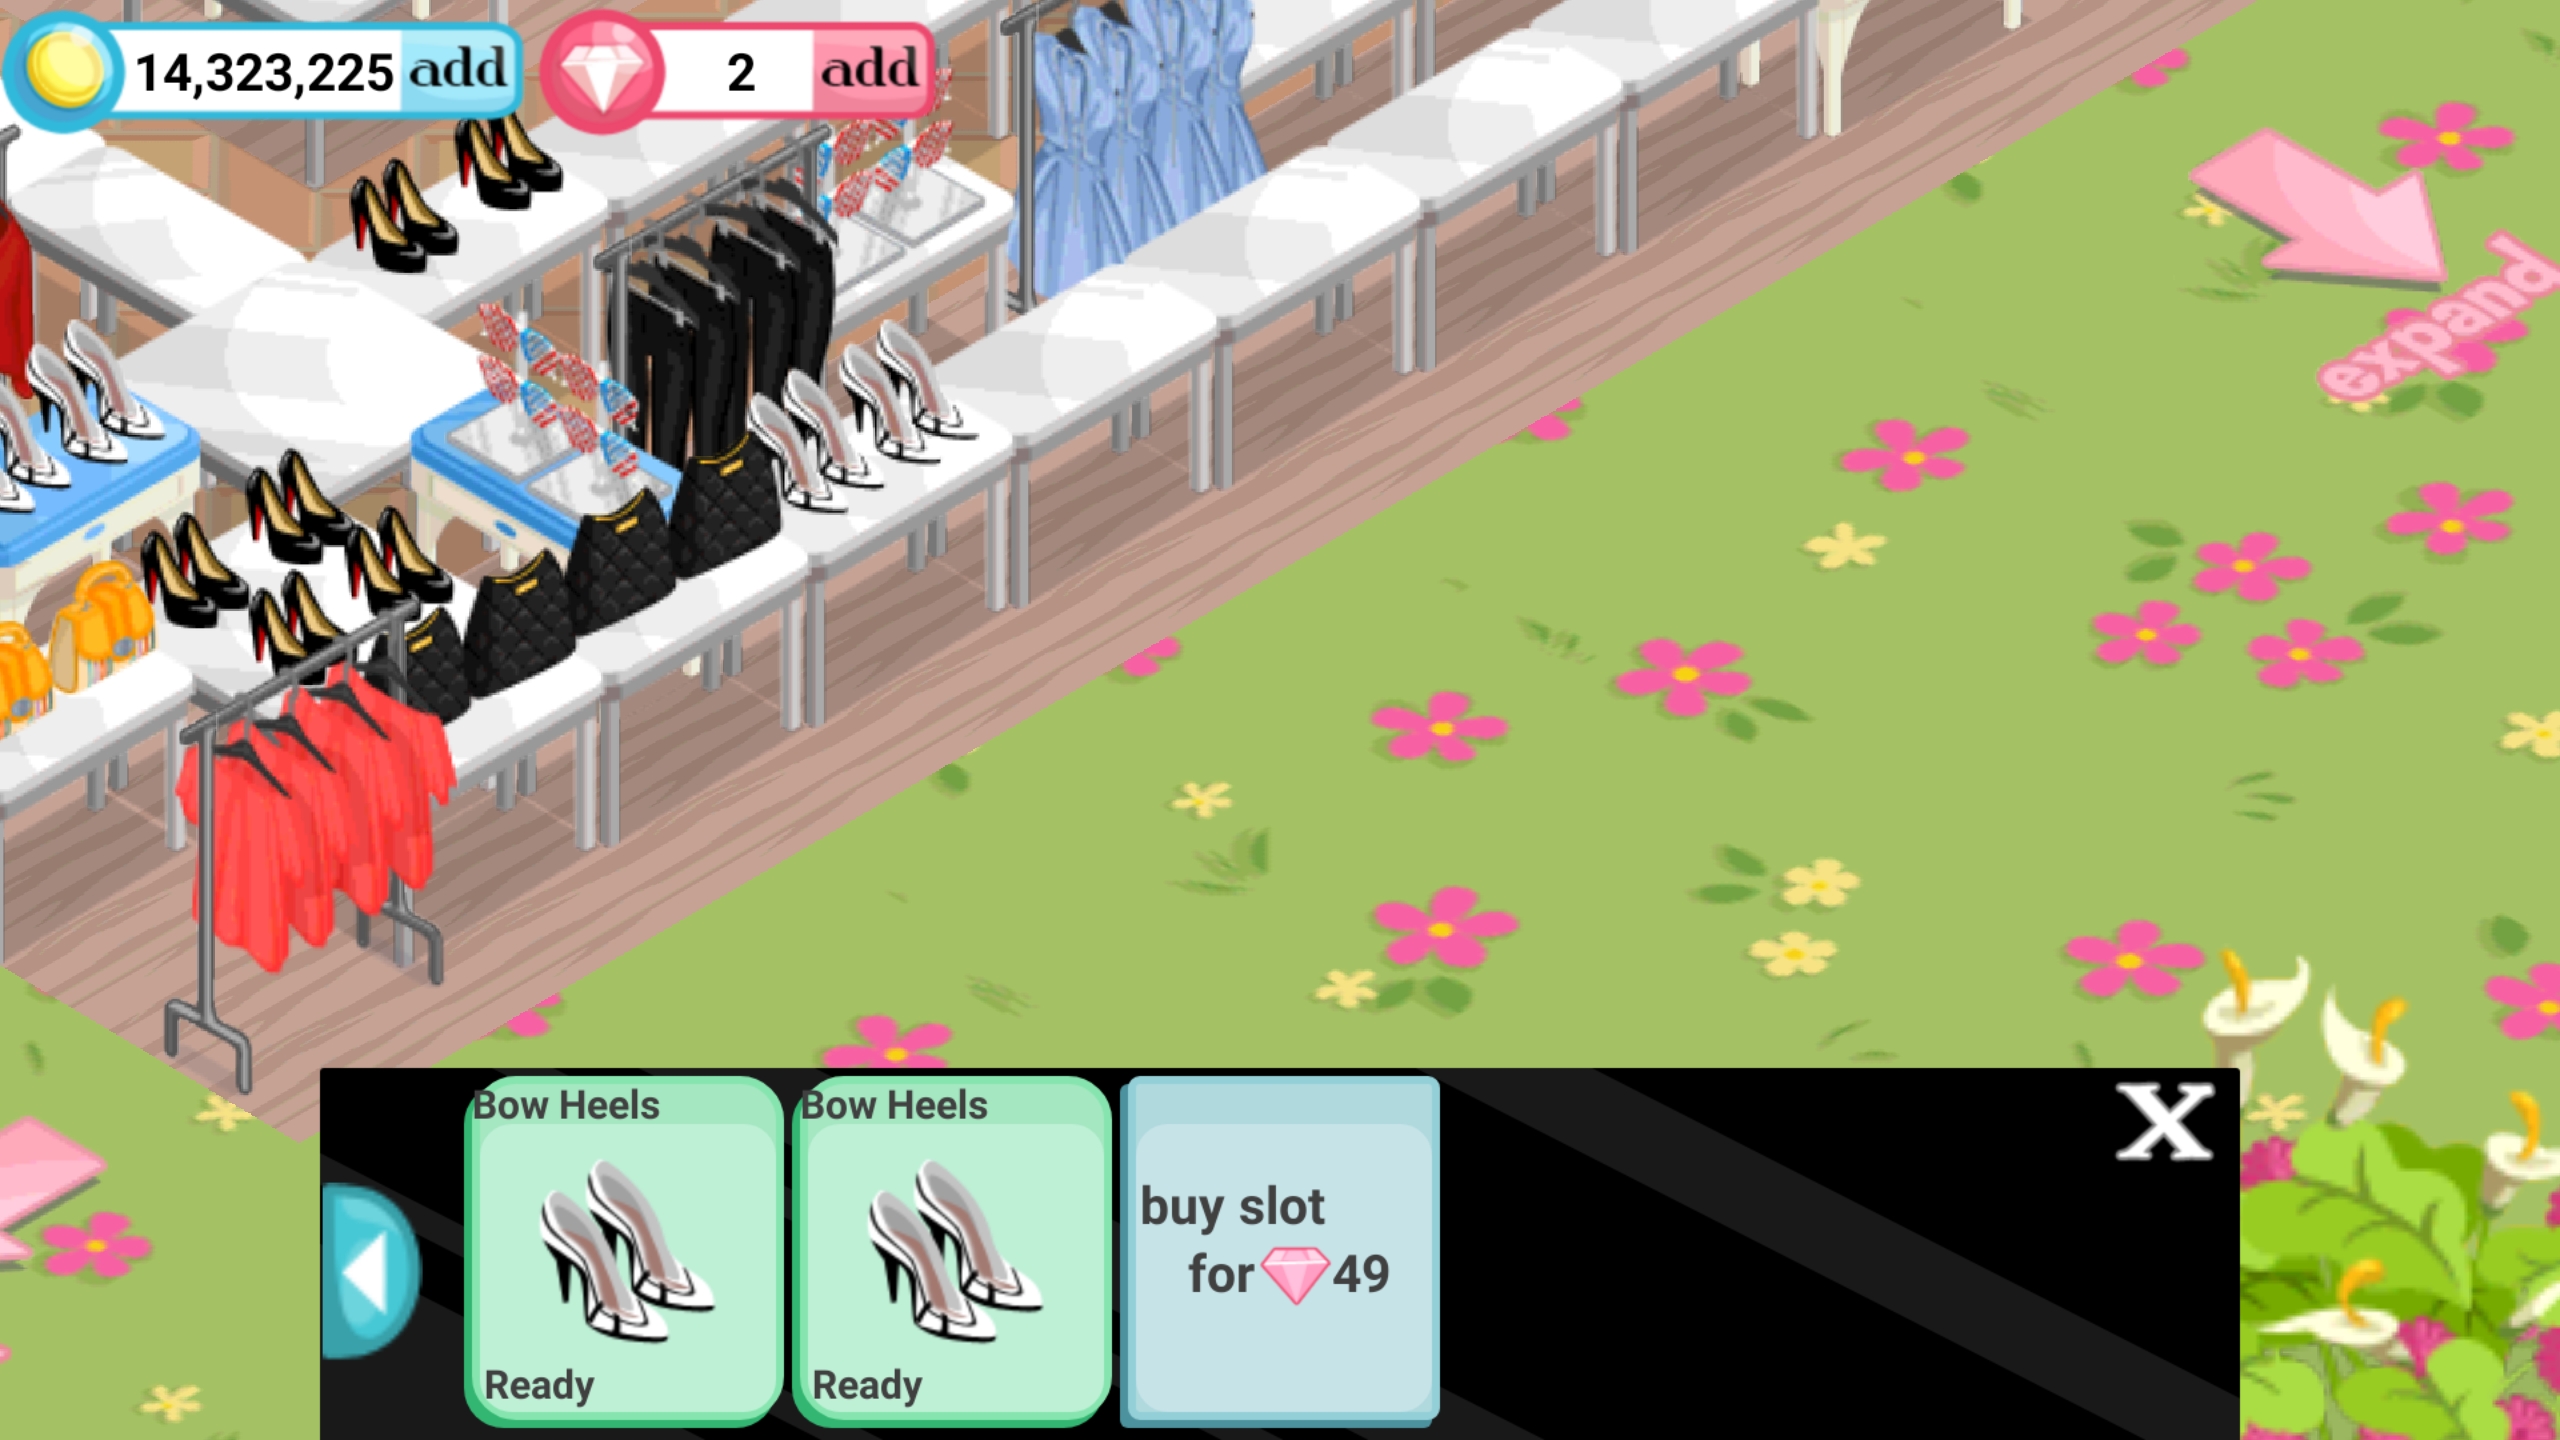 14,323,225 add
2 add
expand
Bow Heels
Ready
Bow Heels
Ready
buy slot
for 49
X